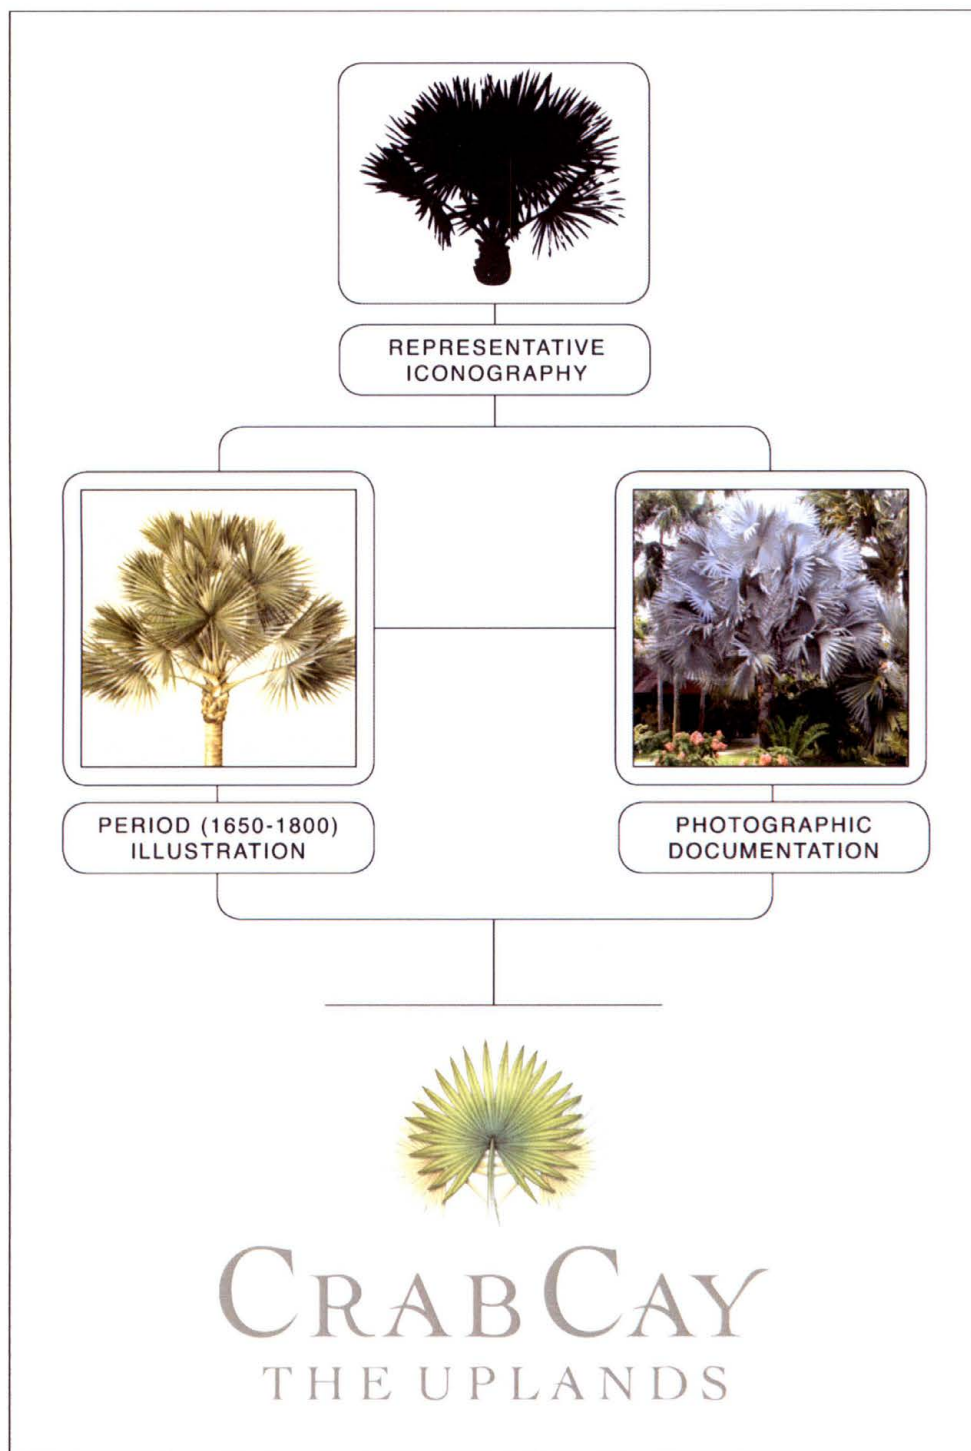 REPRESENTATIVE
ICONOGRAPHY
PERIOD (1650-1800)
ILLUSTRATION
PHOTOGRAPHIC
DOCUMENTATION
CRAB CAY
THE UPLANDS